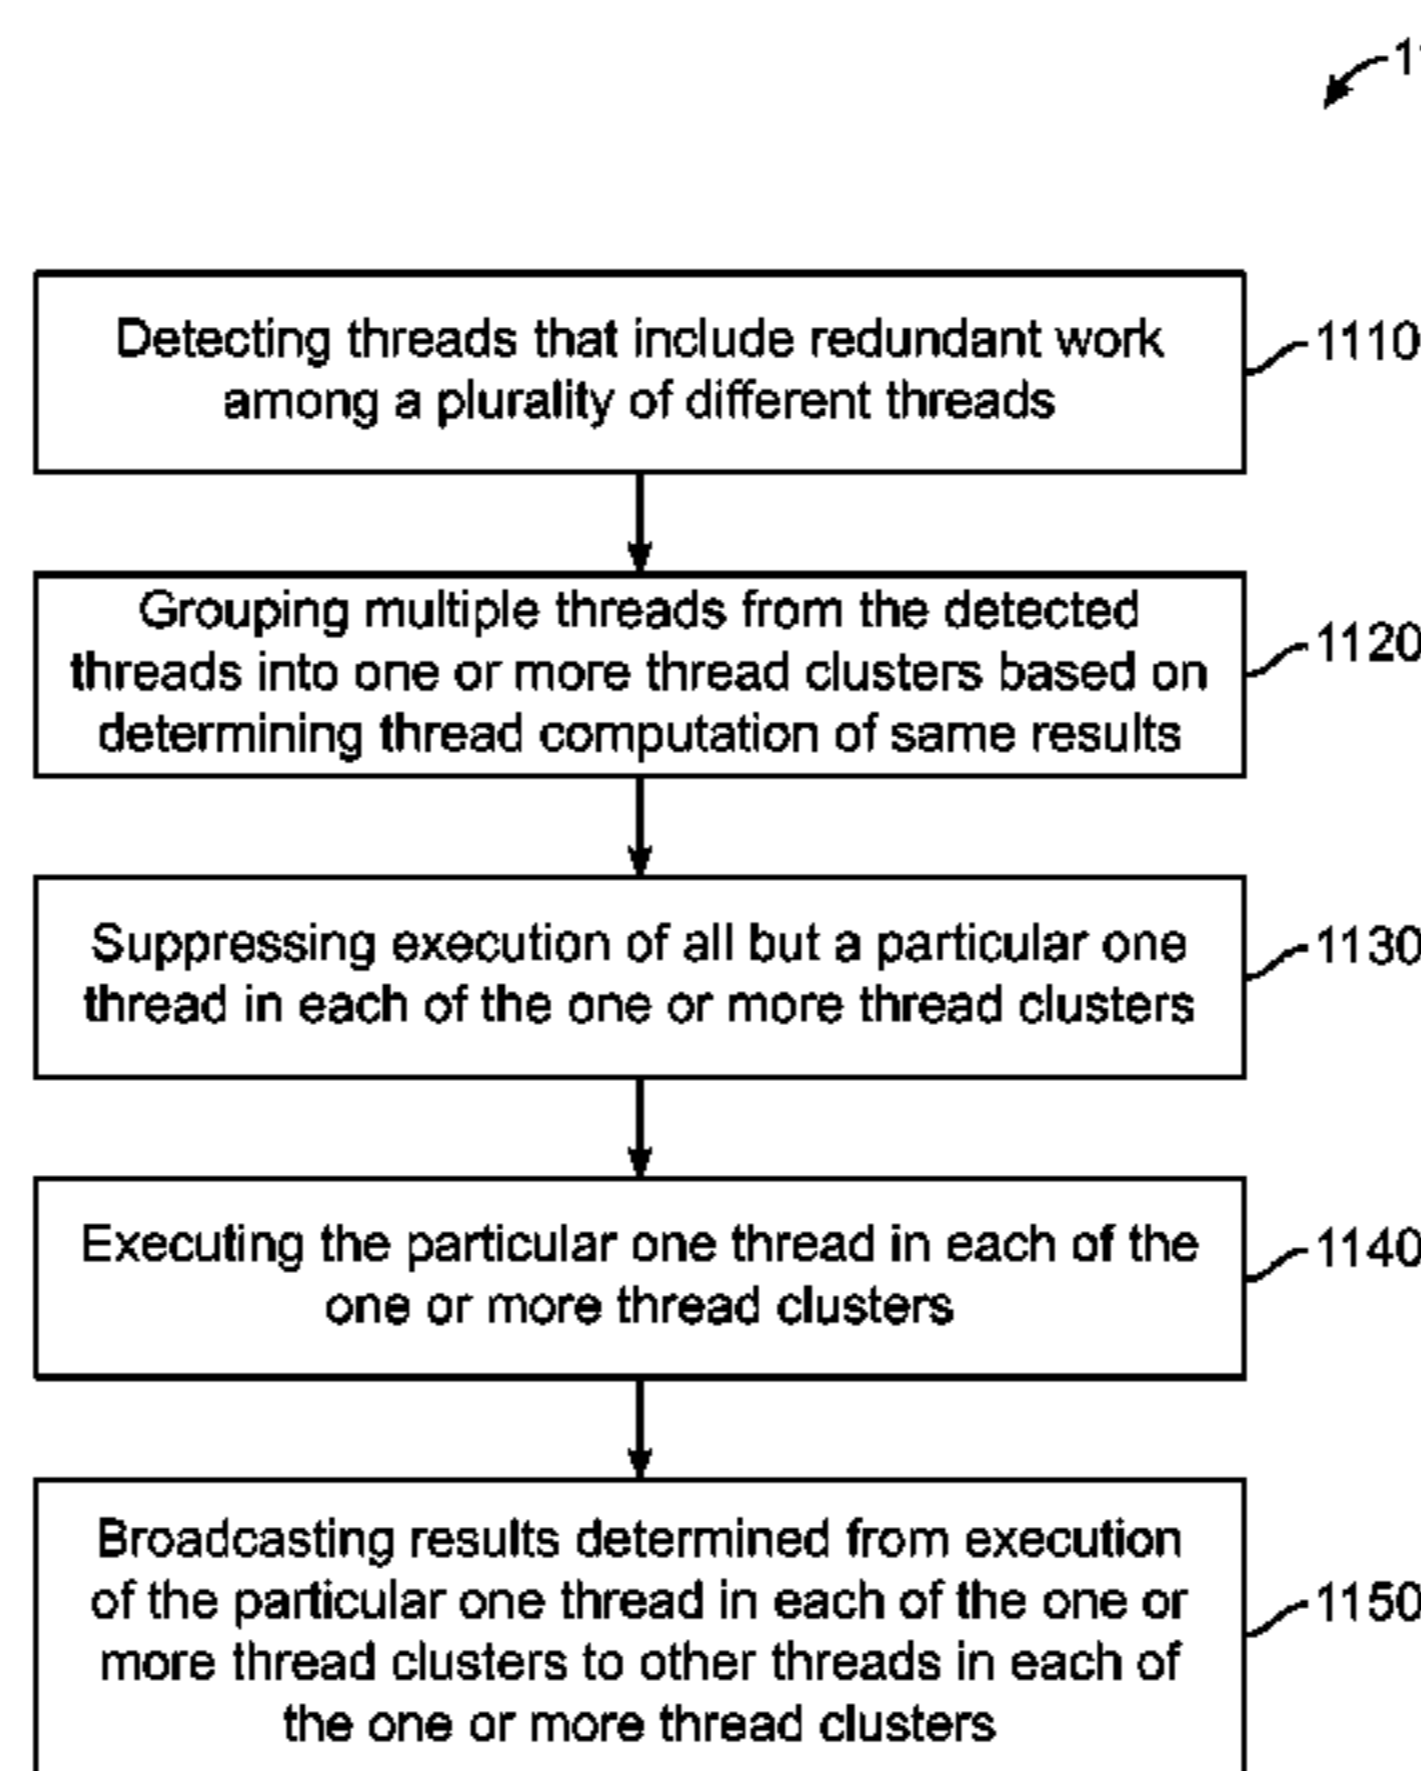 Detecting threads that include redundant work
among a plurality of different threads
1110
Grouping multiple threads from the detected
threads into one or more thread clusters based on
determining thread computation of same results
1120
Suppressing execution of all but a particular one
thread in each of the one or more thread clusters
1130
Executing the particular one thread in each of the
one or more thread clusters
1140
Broadcasting results determined from execution
of the particular one thread in each of the one or
more thread clusters to other threads in each of
the one or more thread clusters
1150